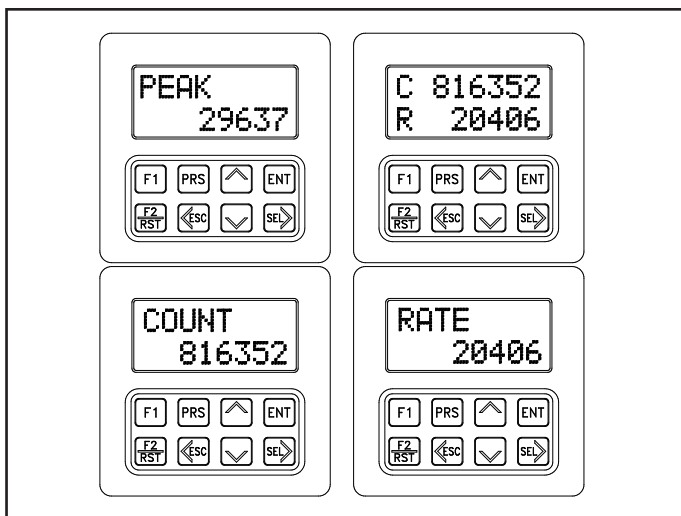 PEAK
29637
F1 PRS ENT
F2
RST ESC SEL
C 816352
R 20406
F1 PRS ENT
F2
RST ESC SEL
COUNT
816352
F1 PRS ENT
F2
RST ESC SEL
RATE
20406
F1 PRS ENT
F2
RST ESC SEL